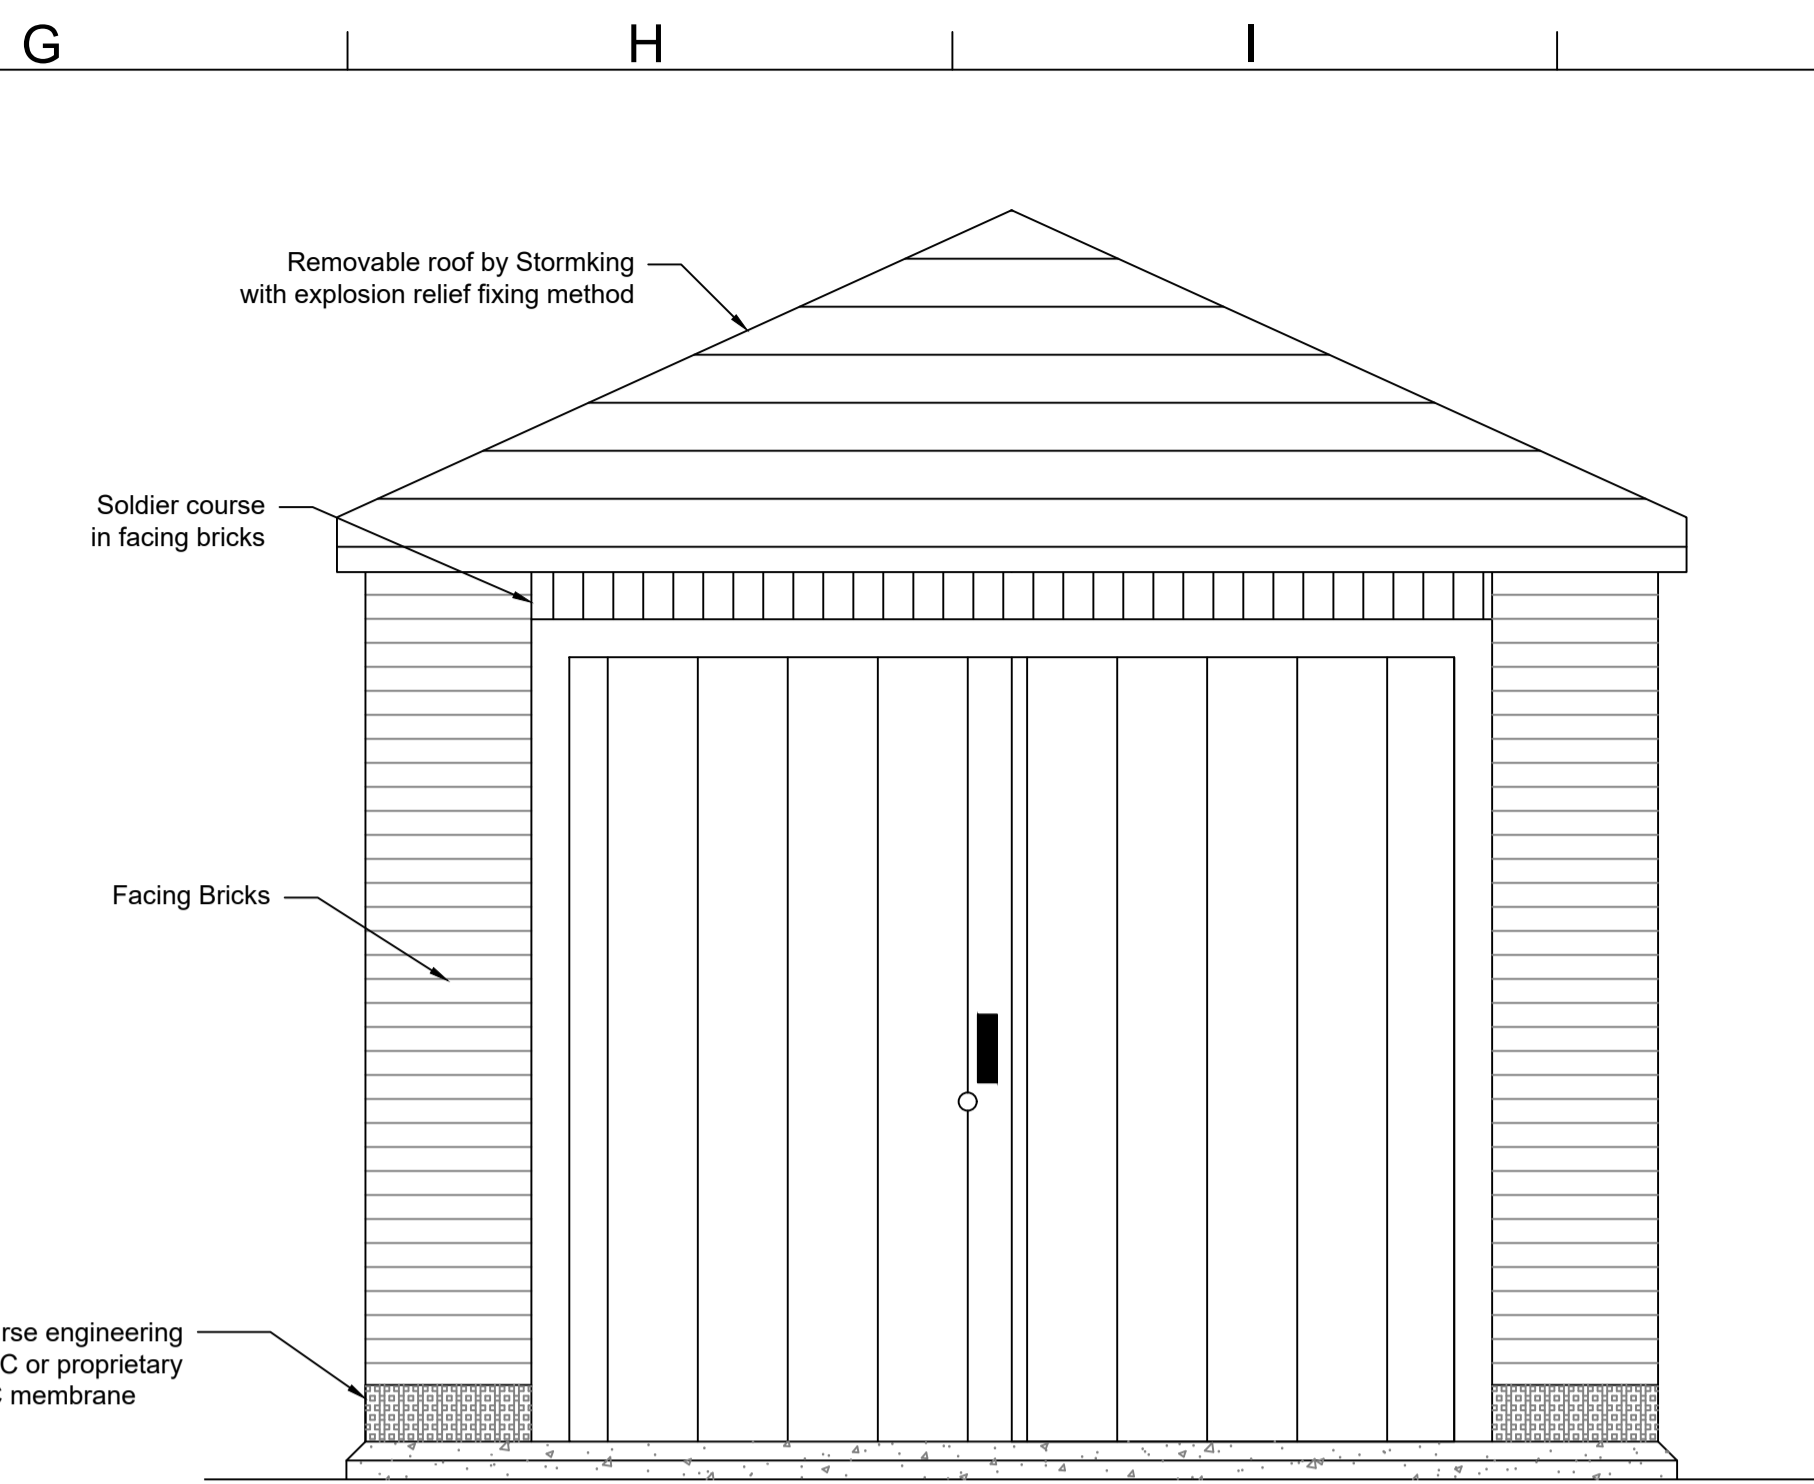 G H I
Removable roof by Stormking
with explosion relief fixing method
Soldier course
in facing bricks
Facing Bricks
rse engineering
C or proprietary
membrane